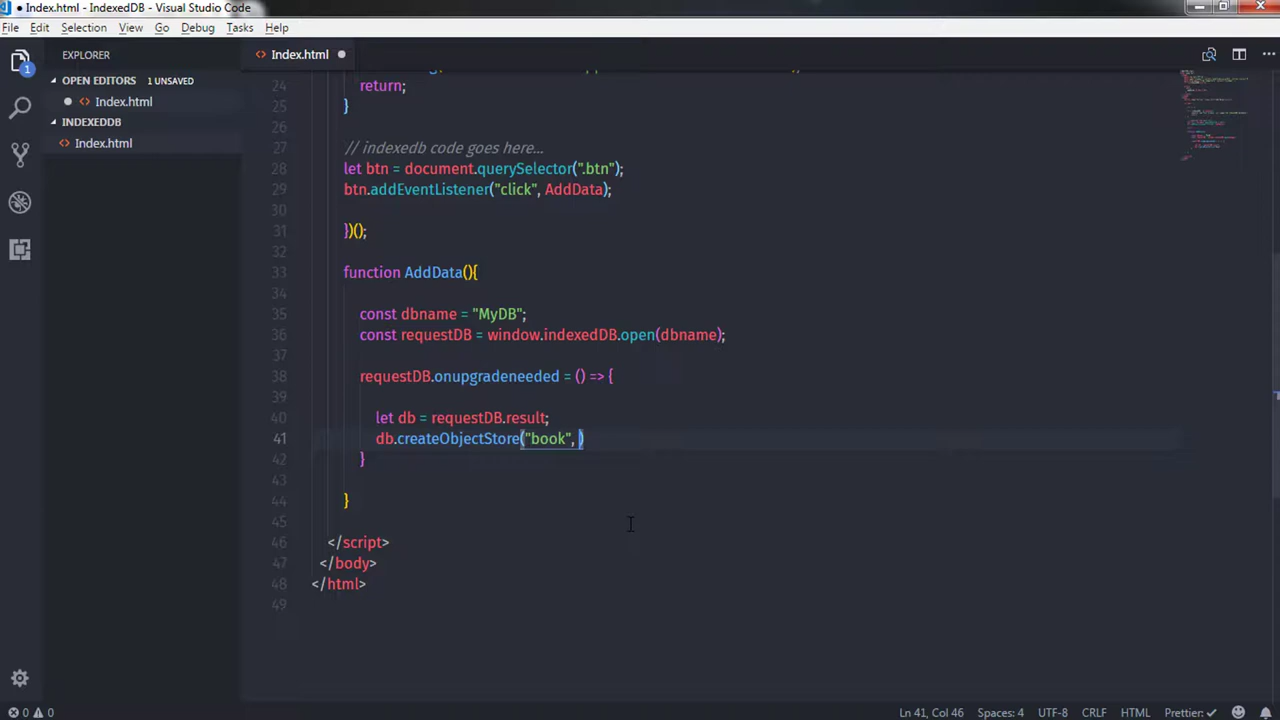 Index.html - IndexedDB - Visual Studio Code
File Edit Selection View Go Debug Tasks Help
EXPLORER
Index.html
OPEN EDITORS 1 UNSAVED
Index.html
INDEXEDDB
Index.html
1
24 return;
25 }
26
27 // indexedb code goes here...
28 let btn = document.querySelector(".btn");
29 btn.addEventListener("click", AddData);
30
31 })();
32
33 function AddData(){
34
35 const dbname = "MyDB";
36 const requestDB = window.indexedDB.open(dbname);
37
38 requestDB.onupgradeneeded = () => {
39
40 let db = requestDB.result;
41 db.createObjectStore("book", )
42 }
43
44 }
45
46 </script>
47 </body>
48 </html>
49
0 0 Ln 41, Col 46 Spaces: 4 UTF-8 CRLF HTML Prettier: ✓